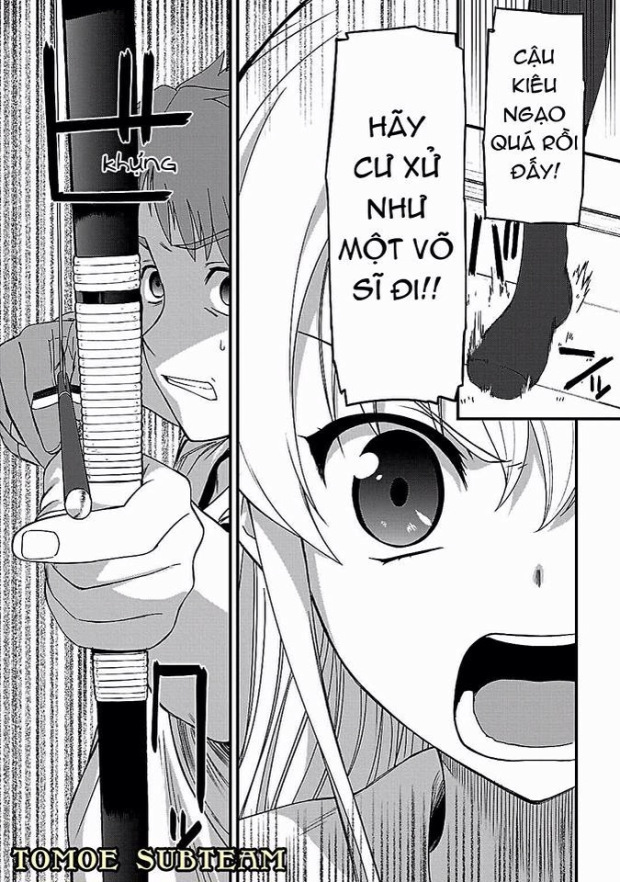 CẬU
KIÊU
NGẠO
QUÁ RỒI
ĐẤY!
HÃY
CƯ XỬ
NHƯ
MỘT VÕ
SĨ ĐI!!
khựng
TOMOE SUBTEAM